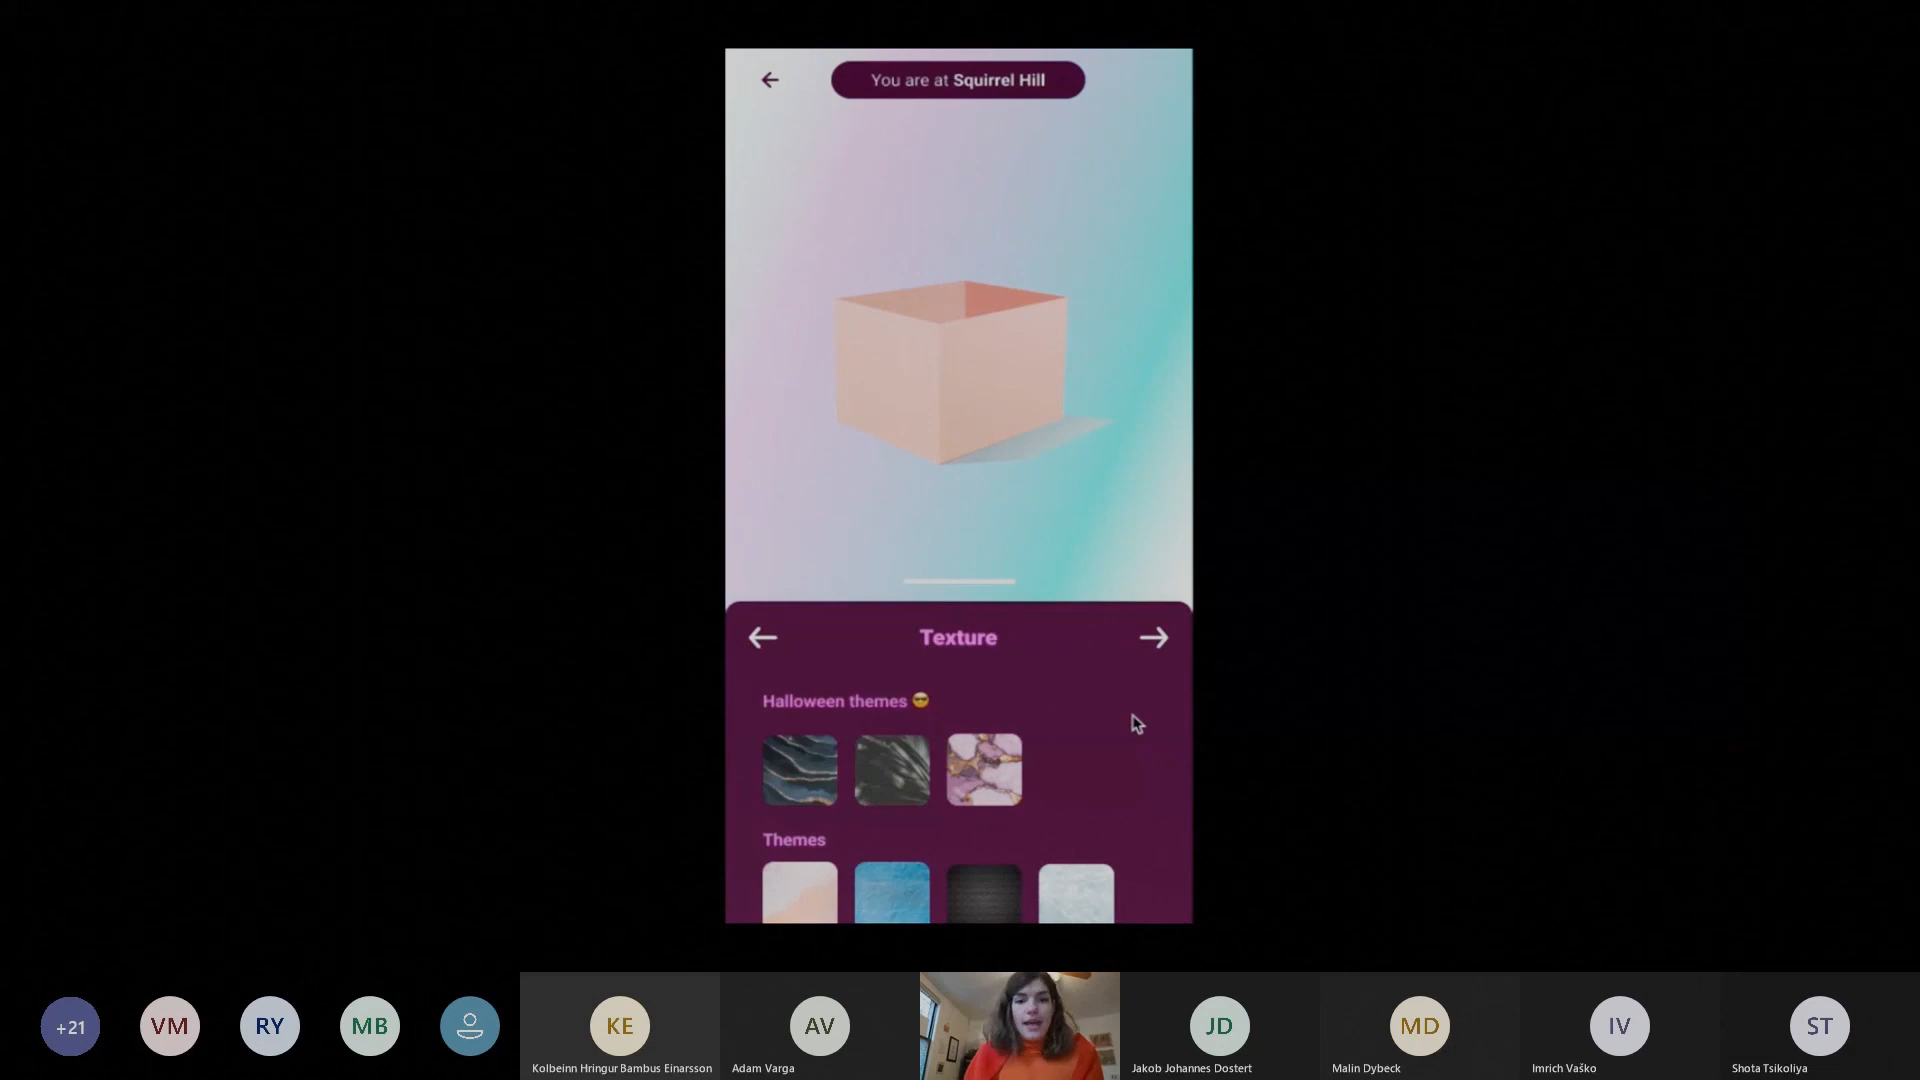 You are at Squirrel Hill
Texture
Halloween themes 😎
Themes
+21
VM
RY
MB
KE
AV
JD
MD
IV
ST
Kolbeinn Hringur Bambus Einarsson
Adam Varga
Jakob Johannes Dostert
Malin Dybeck
Imrich Vaško
Shota Tsikoliya